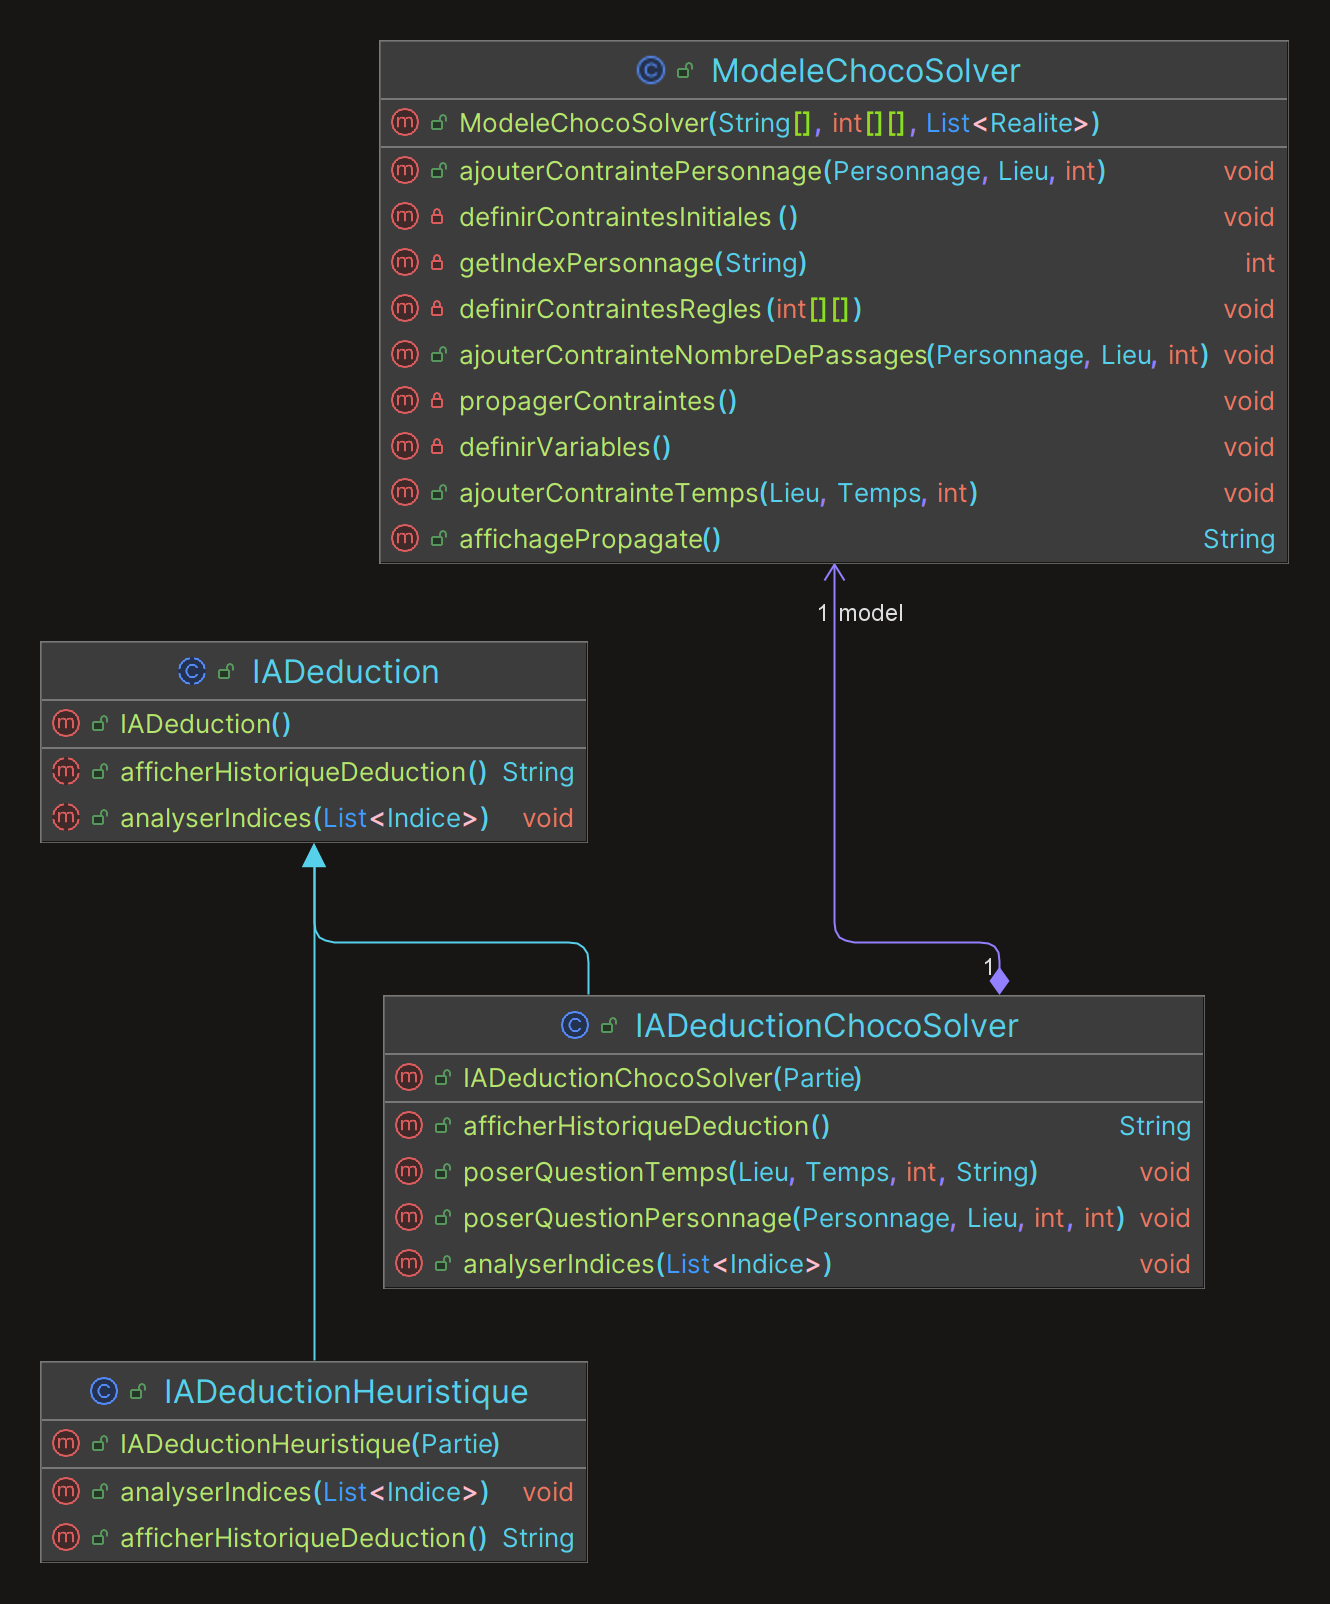 ModeleChocoSolver
ModeleChocoSolver(String[], int[][], List<Realite>)
ajouterContraintePersonnage(Personnage, Lieu, int) void
definirContraintesInitiales() void
getIndexPersonnage(String) int
definirContraintesRegles(int[][]) void
ajouterContrainteNombreDePassages(Personnage, Lieu, int) void
propagerContraintes() void
definirVariables() void
ajouterContrainteTemps(Lieu, Temps, int) void
affichagePropagate() String
1 model
IADeduction
IADeduction()
afficherHistoriqueDeduction() String
analyserIndices(List<Indice>) void
1
IADeductionChocoSolver
IADeductionChocoSolver(Partie)
afficherHistoriqueDeduction() String
poserQuestionTemps(Lieu, Temps, int, String) void
poserQuestionPersonnage(Personnage, Lieu, int, int) void
analyserIndices(List<Indice>) void
IADeductionHeuristique
IADeductionHeuristique(Partie)
analyserIndices(List<Indice>) void
afficherHistoriqueDeduction() String